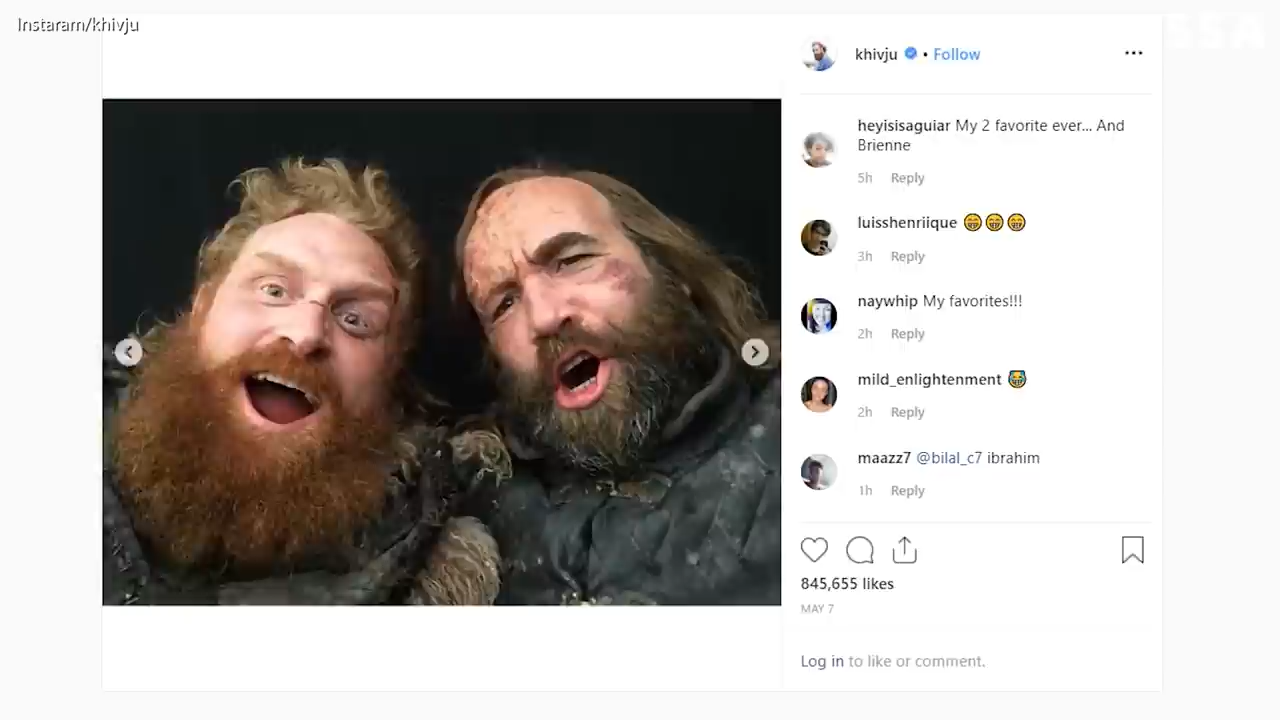 Instaram/khivju
SSA
khivju • Follow
heyisisaguiar My 2 favorite ever... And
Brienne
5h Reply
luisshenriique 😁😁😁
3h Reply
naywhip My favorites!!!
2h Reply
mild_enlightenment 😂
2h Reply
maazz7 @bilal_c7 ibrahim
1h Reply
845,655 likes
MAY 7
Log in to like or comment.